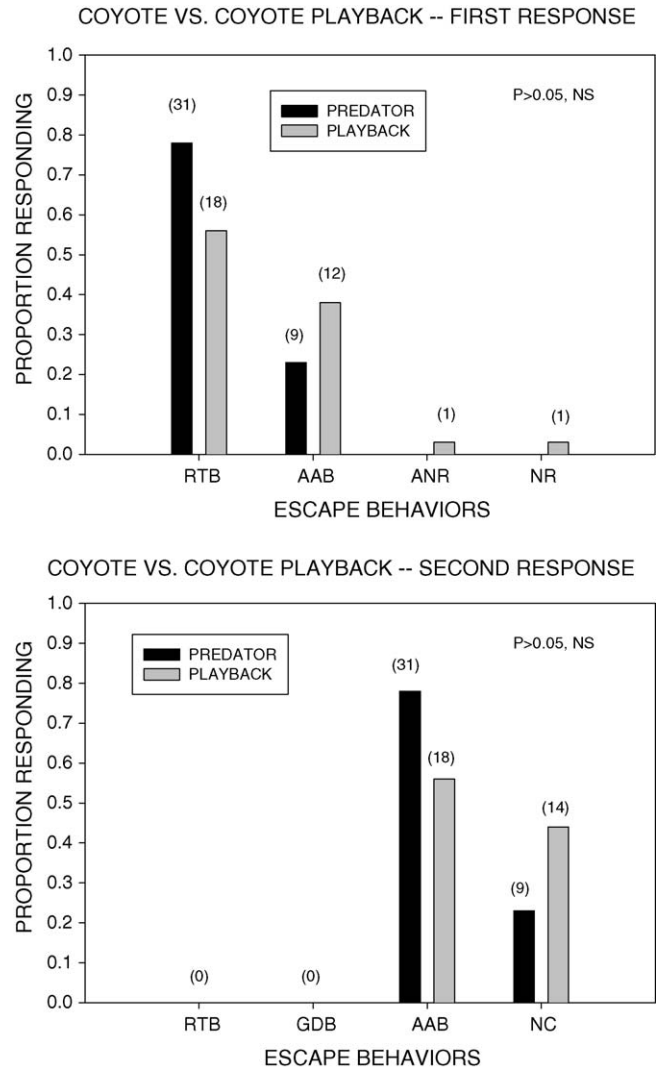 COYOTE VS. COYOTE PLAYBACK -- FIRST RESPONSE
1.0
0.9
0.8
0.7
0.6
0.5
0.4
0.3
0.2
0.1
0.0
PROPORTION RESPONDING
(31)
(18)
(9)
(12)
(1)
(1)
PREDATOR
PLAYBACK
P>0.05, NS
RTB AAB ANR NR
ESCAPE BEHAVIORS
COYOTE VS. COYOTE PLAYBACK -- SECOND RESPONSE
1.0
0.9
0.8
0.7
0.6
0.5
0.4
0.3
0.2
0.1
0.0
PROPORTION RESPONDING
PREDATOR
PLAYBACK
P>0.05, NS
(0)
(0)
(31)
(18)
(9)
(14)
RTB GDB AAB NC
ESCAPE BEHAVIORS